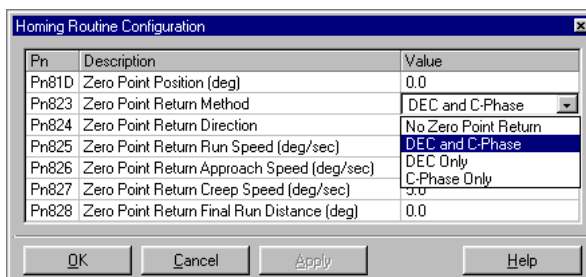 Homing Routine Configuration
Pn Description Value
Pn81D Zero Point Position (deg) 0.0
Pn823 Zero Point Return Method DEC and C-Phase
Pn824 Zero Point Return Direction No Zero Point Return
Pn825 Zero Point Return Run Speed (deg/sec) DEC and C-Phase
Pn826 Zero Point Return Approach Speed (deg/sec) DEC Only
Pn827 Zero Point Return Creep Speed (deg/sec) C-Phase Only
Pn828 Zero Point Return Final Run Distance (deg) 0.0
OK Cancel Apply Help